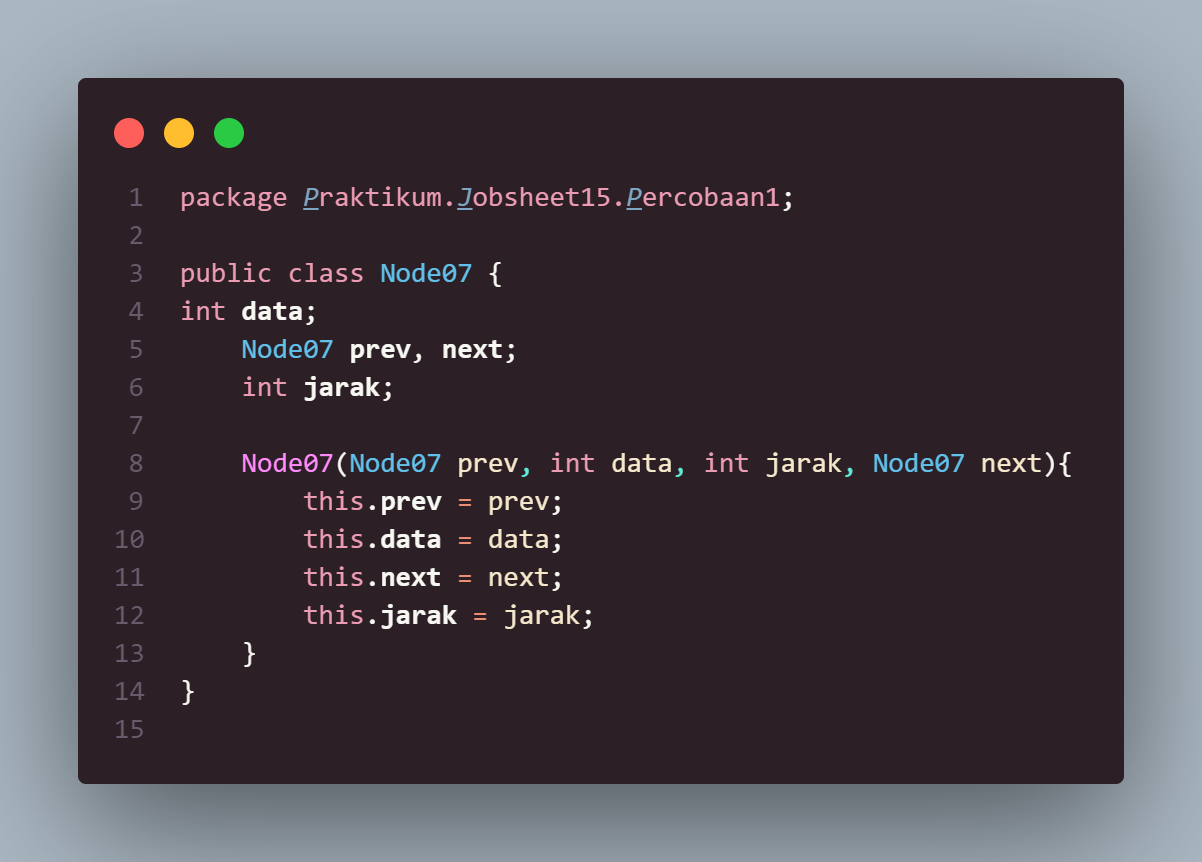 1 package Praktikum.Jobsheet15.Percobaan1;
2
3 public class Node07 {
4 int data;
5     Node07 prev, next;
6     int jarak;
7
8     Node07(Node07 prev, int data, int jarak, Node07 next){
9         this.prev = prev;
10         this.data = data;
11         this.next = next;
12         this.jarak = jarak;
13     }
14 }
15